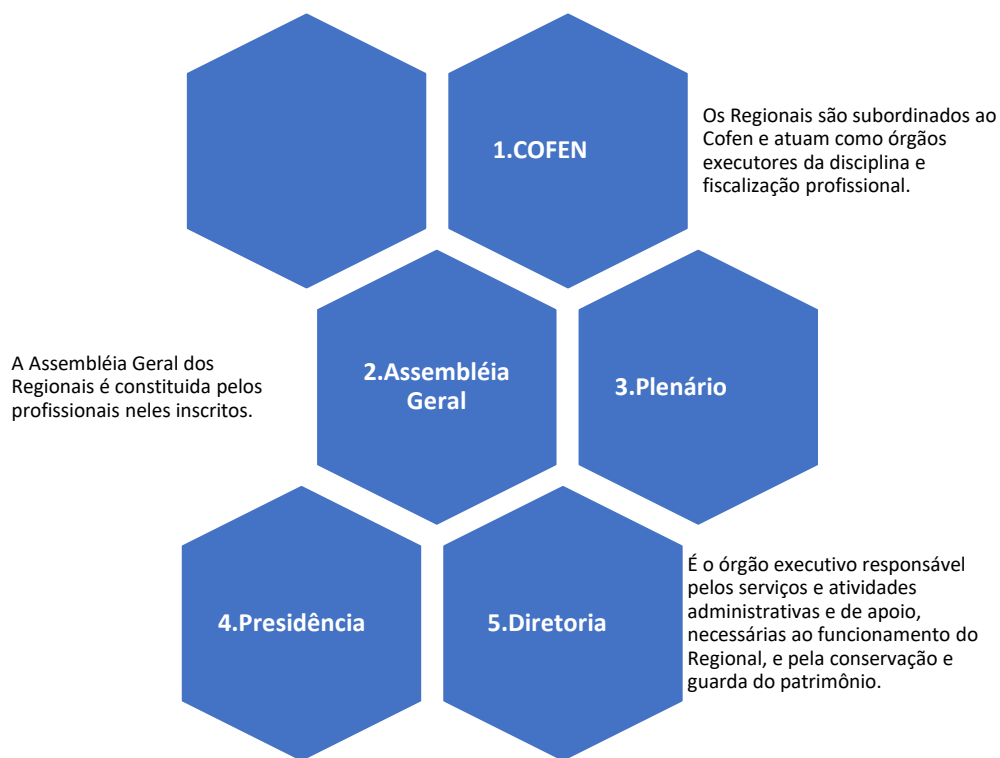 1.COFEN
Os Regionais são subordinados ao
Cofen e atuam como órgãos
executores da disciplina e
fiscalização profissional.
A Assembléia Geral dos
Regionais é constituida pelos
profissionais neles inscritos.
2.Assembléia
Geral
3.Plenário
4.Presidência
5.Diretoria
É o órgão executivo responsável
pelos serviços e atividades
administrativas e de apoio,
necessárias ao funcionamento do
Regional, e pela conservação e
guarda do patrimônio.